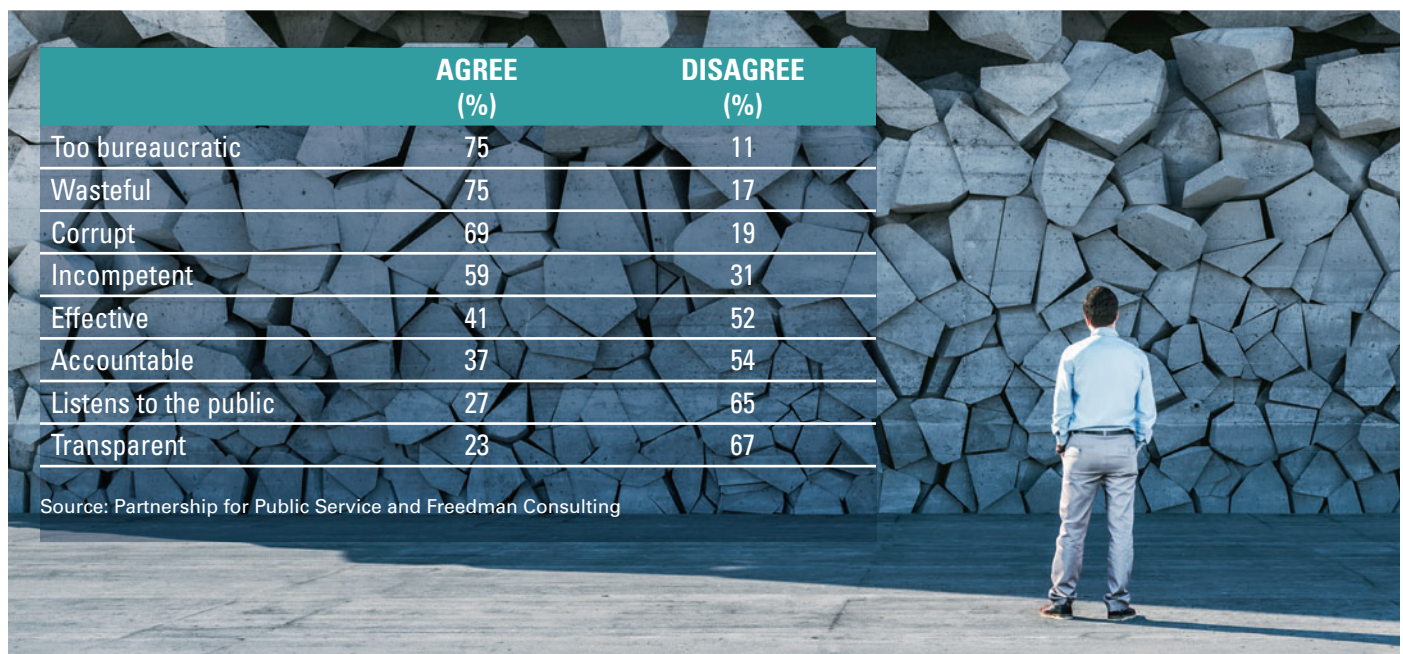 AGREE DISAGREE
(%) (%)
Too bureaucratic 75 11
Wasteful 75 17
Corrupt 69 19
Incompetent 59 31
Effective 41 52
Accountable 37 54
Listens to the public 27 65
Transparent 23 67
Source: Partnership for Public Service and Freedman Consulting